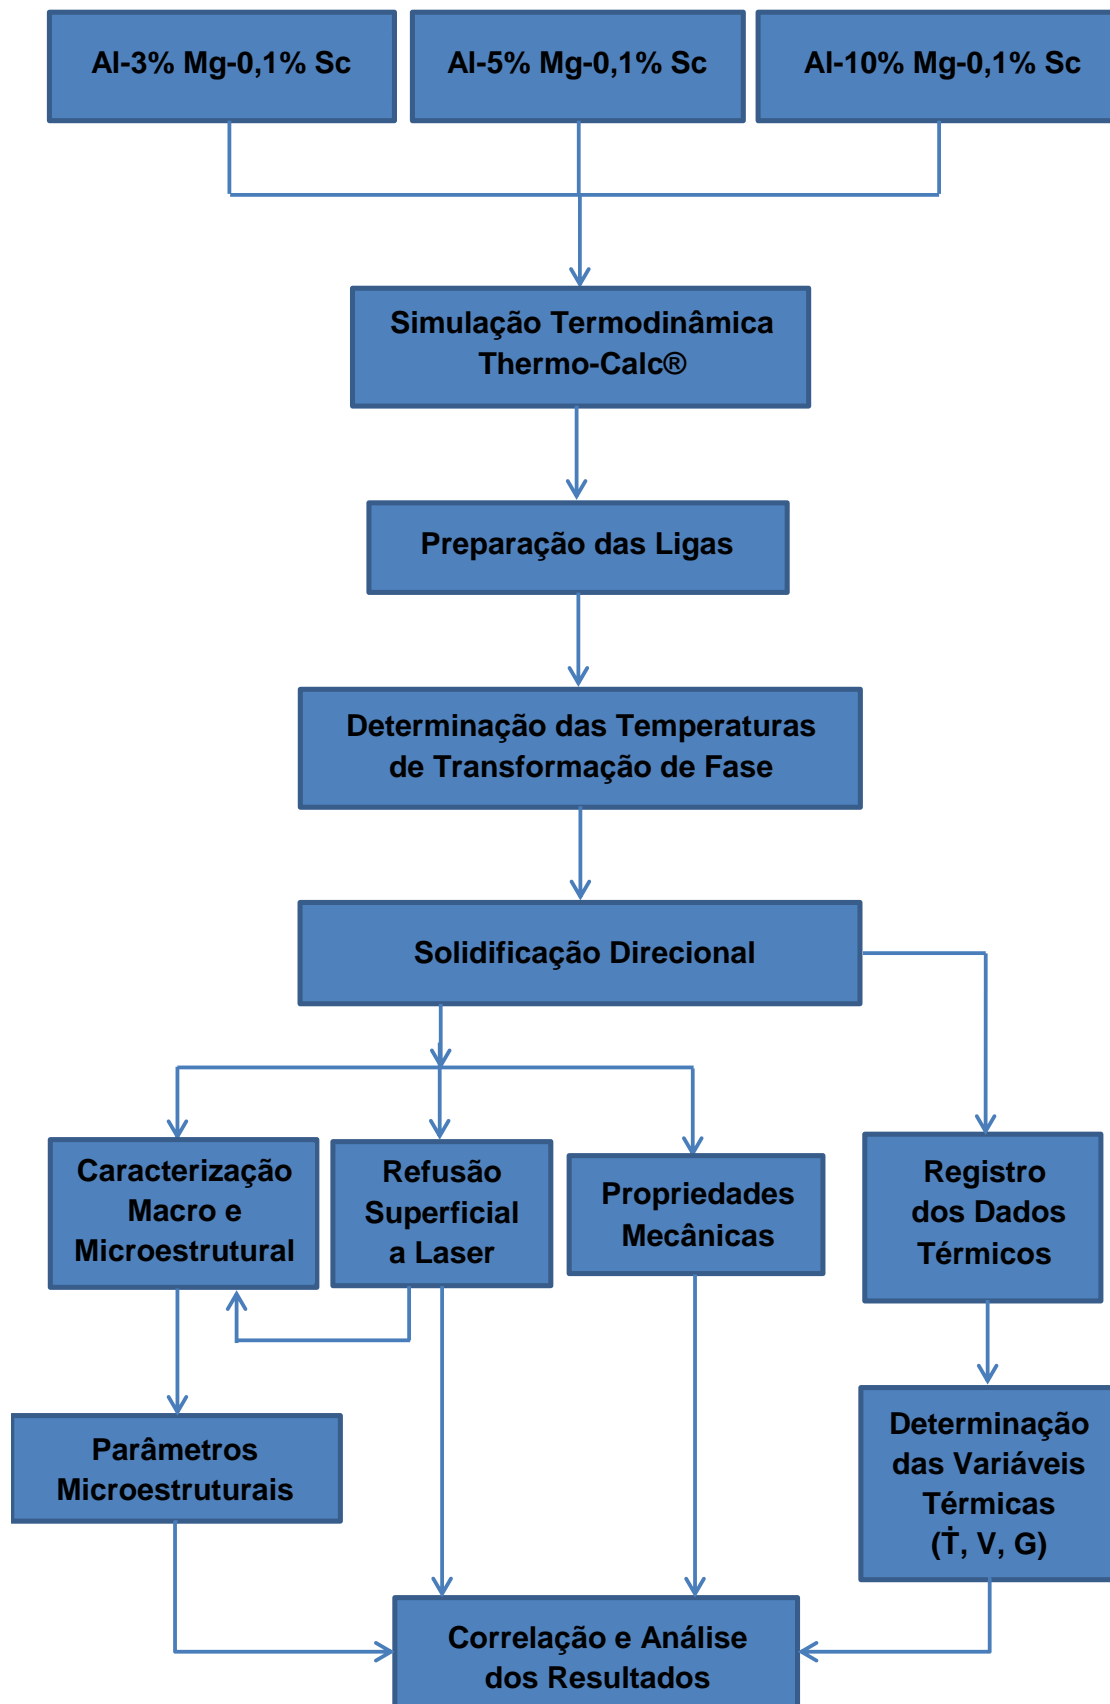 Al-3% Mg-0,1% Sc
Al-5% Mg-0,1% Sc
Al-10% Mg-0,1% Sc
Simulação Termodinâmica
Thermo-Calc®
Preparação das Ligas
Determinação das Temperaturas
de Transformação de Fase
Solidificação Direcional
Caracterização
Macro e
Microestrutural
Refusão
Superficial
a Laser
Propriedades
Mecânicas
Registro
dos Dados
Térmicos
Parâmetros
Microestruturais
Determinação
das Variáveis
Térmicas
(Ṫ, V, G)
Correlação e Análise
dos Resultados